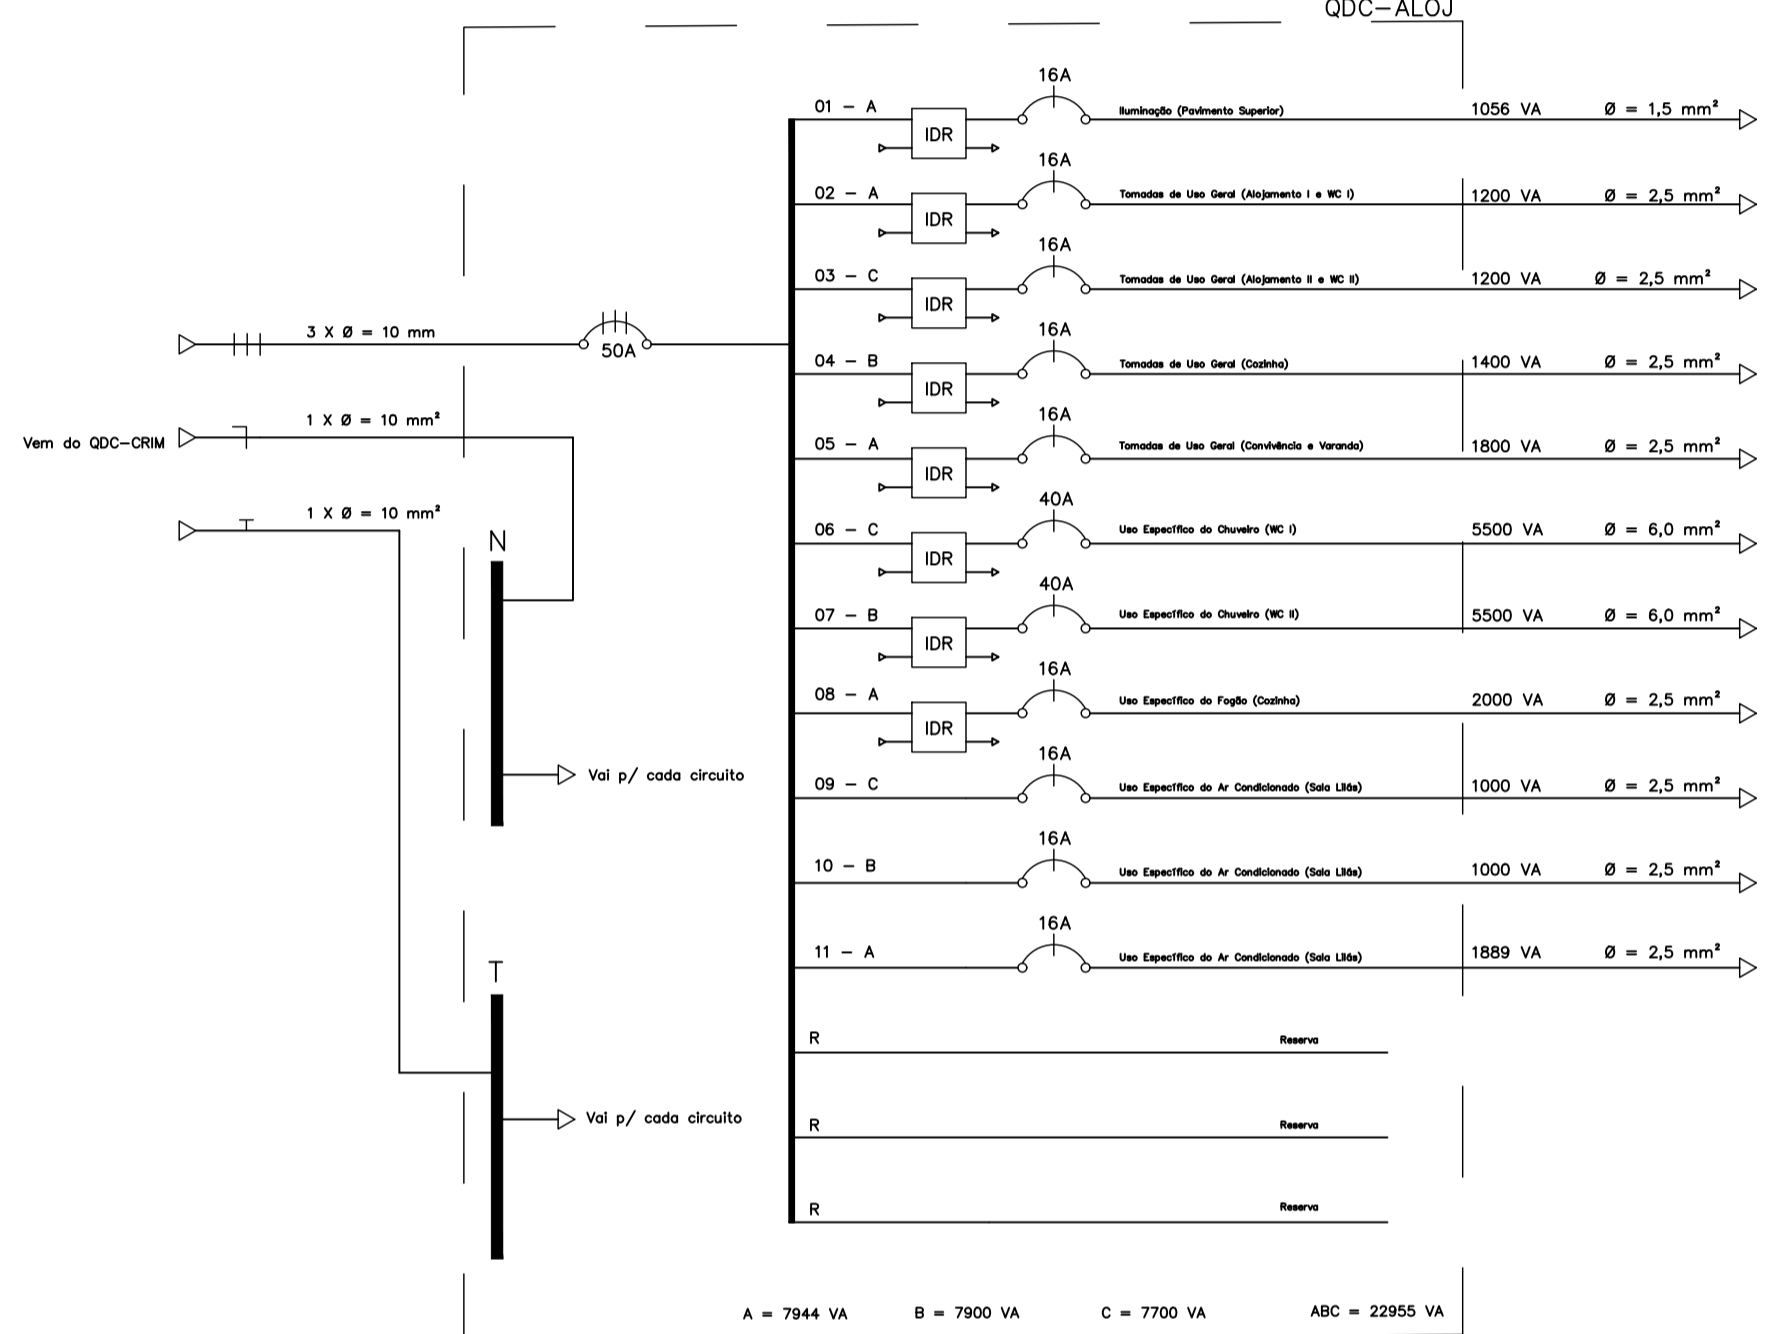 QDC-ALOJ
16A
01 - A IDR Iluminação (Pavimento Superior) 1056 VA Ø = 1,5 mm²
16A
02 - A IDR Tomadas de Uso Geral (Alojamento I e WC I) 1200 VA Ø = 2,5 mm²
16A
03 - C IDR Tomadas de Uso Geral (Alojamento II e WC II) 1200 VA Ø = 2,5 mm²
3 X Ø = 10 mm
50A
16A
04 - B IDR Tomadas de Uso Geral (Cozinha) 1400 VA Ø = 2,5 mm²
1 X Ø = 10 mm²
Vem do QDC-CRIM
16A
05 - A IDR Tomadas de Uso Geral (Convivência e Varanda) 1800 VA Ø = 2,5 mm²
1 X Ø = 10 mm²
40A
06 - C IDR Uso Específico do Chuveiro (WC I) 5500 VA Ø = 6,0 mm²
N
40A
07 - B IDR Uso Específico do Chuveiro (WC II) 5500 VA Ø = 6,0 mm²
16A
08 - A IDR Uso Específico do Fogão (Cozinha) 2000 VA Ø = 2,5 mm²
Vai p/ cada circuito
16A
09 - C Uso Específico do Ar Condicionado (Sala Lilás) 1000 VA Ø = 2,5 mm²
16A
10 - B Uso Específico do Ar Condicionado (Sala Lilás) 1000 VA Ø = 2,5 mm²
16A
11 - A Uso Específico do Ar Condicionado (Sala Lilás) 1889 VA Ø = 2,5 mm²
T
R Reserva
Vai p/ cada circuito
R Reserva
R Reserva
A = 7944 VA B = 7900 VA C = 7700 VA ABC = 22955 VA